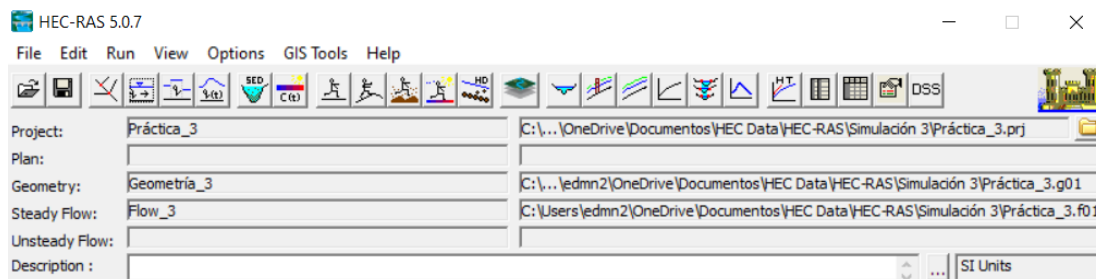 HEC-RAS 5.0.7
File Edit Run View Options GIS Tools Help
SED C(t) HD HT DSS
Project: Práctica_3 C:\...\OneDrive\Documentos\HEC Data\HEC-RAS\Simulación 3\Práctica_3.prj
Plan:
Geometry: Geometría_3 C:\...\edmn2\OneDrive\Documentos\HEC Data\HEC-RAS\Simulación 3\Práctica_3.g01
Steady Flow: Flow_3 C:\Users\edmn2\OneDrive\Documentos\HEC Data\HEC-RAS\Simulación 3\Práctica_3.f01
Unsteady Flow:
Description : ... SI Units